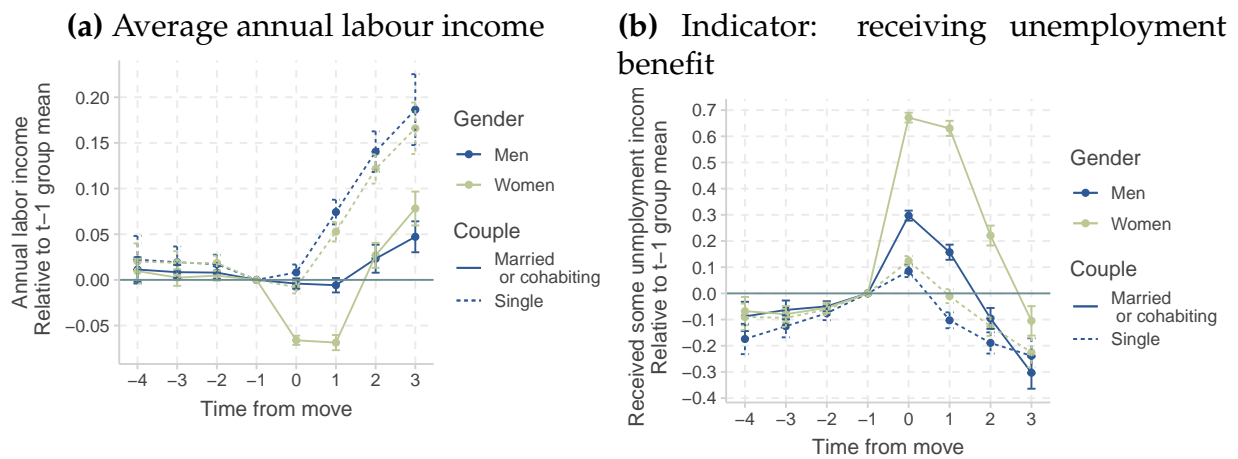 (a) Average annual labour income
Annual labor income
Relative to t−1 group mean
0.20
0.15
0.10
0.05
0.00
−0.05
−4 −3 −2 −1 0 1 2 3
Time from move
Gender
Men
Women
Couple
Married
or cohabiting
Single
(b) Indicator: receiving unemployment
benefit
Received some unmployment incom
Relative to t−1 group mean
0.7
0.6
0.5
0.4
0.3
0.2
0.1
0.0
−0.1
−0.2
−0.3
−0.4
−4 −3 −2 −1 0 1 2 3
Time from move
Gender
Men
Women
Couple
Married
or cohabiting
Single